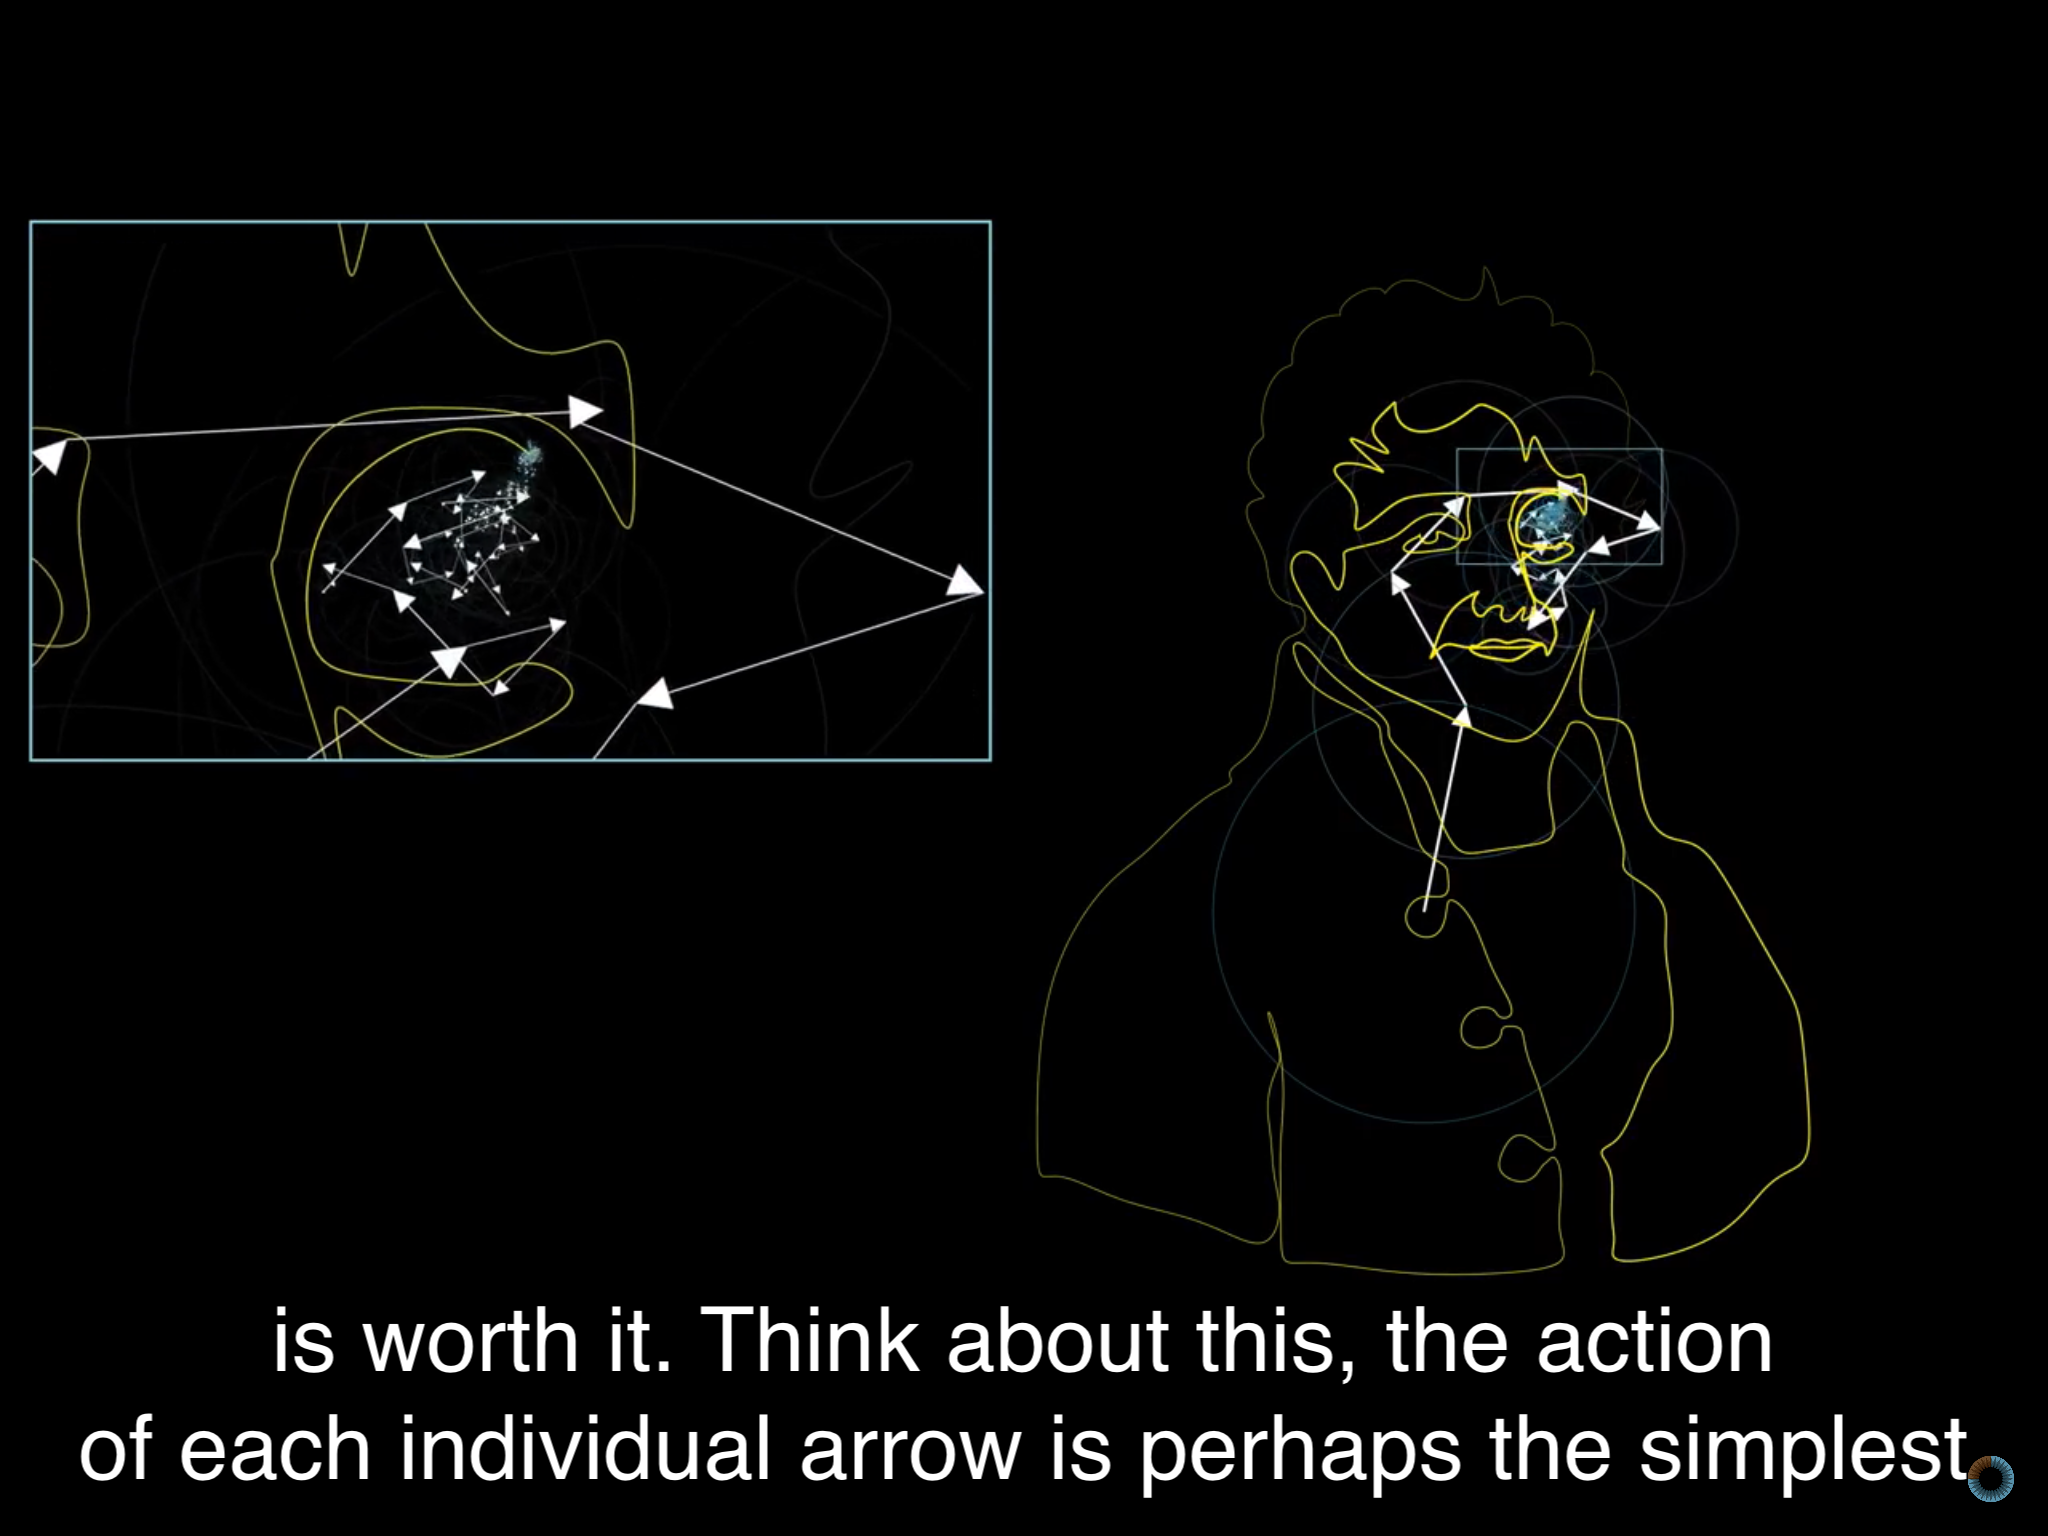 is worth it. Think about this, the action
of each individual arrow is perhaps the simplest